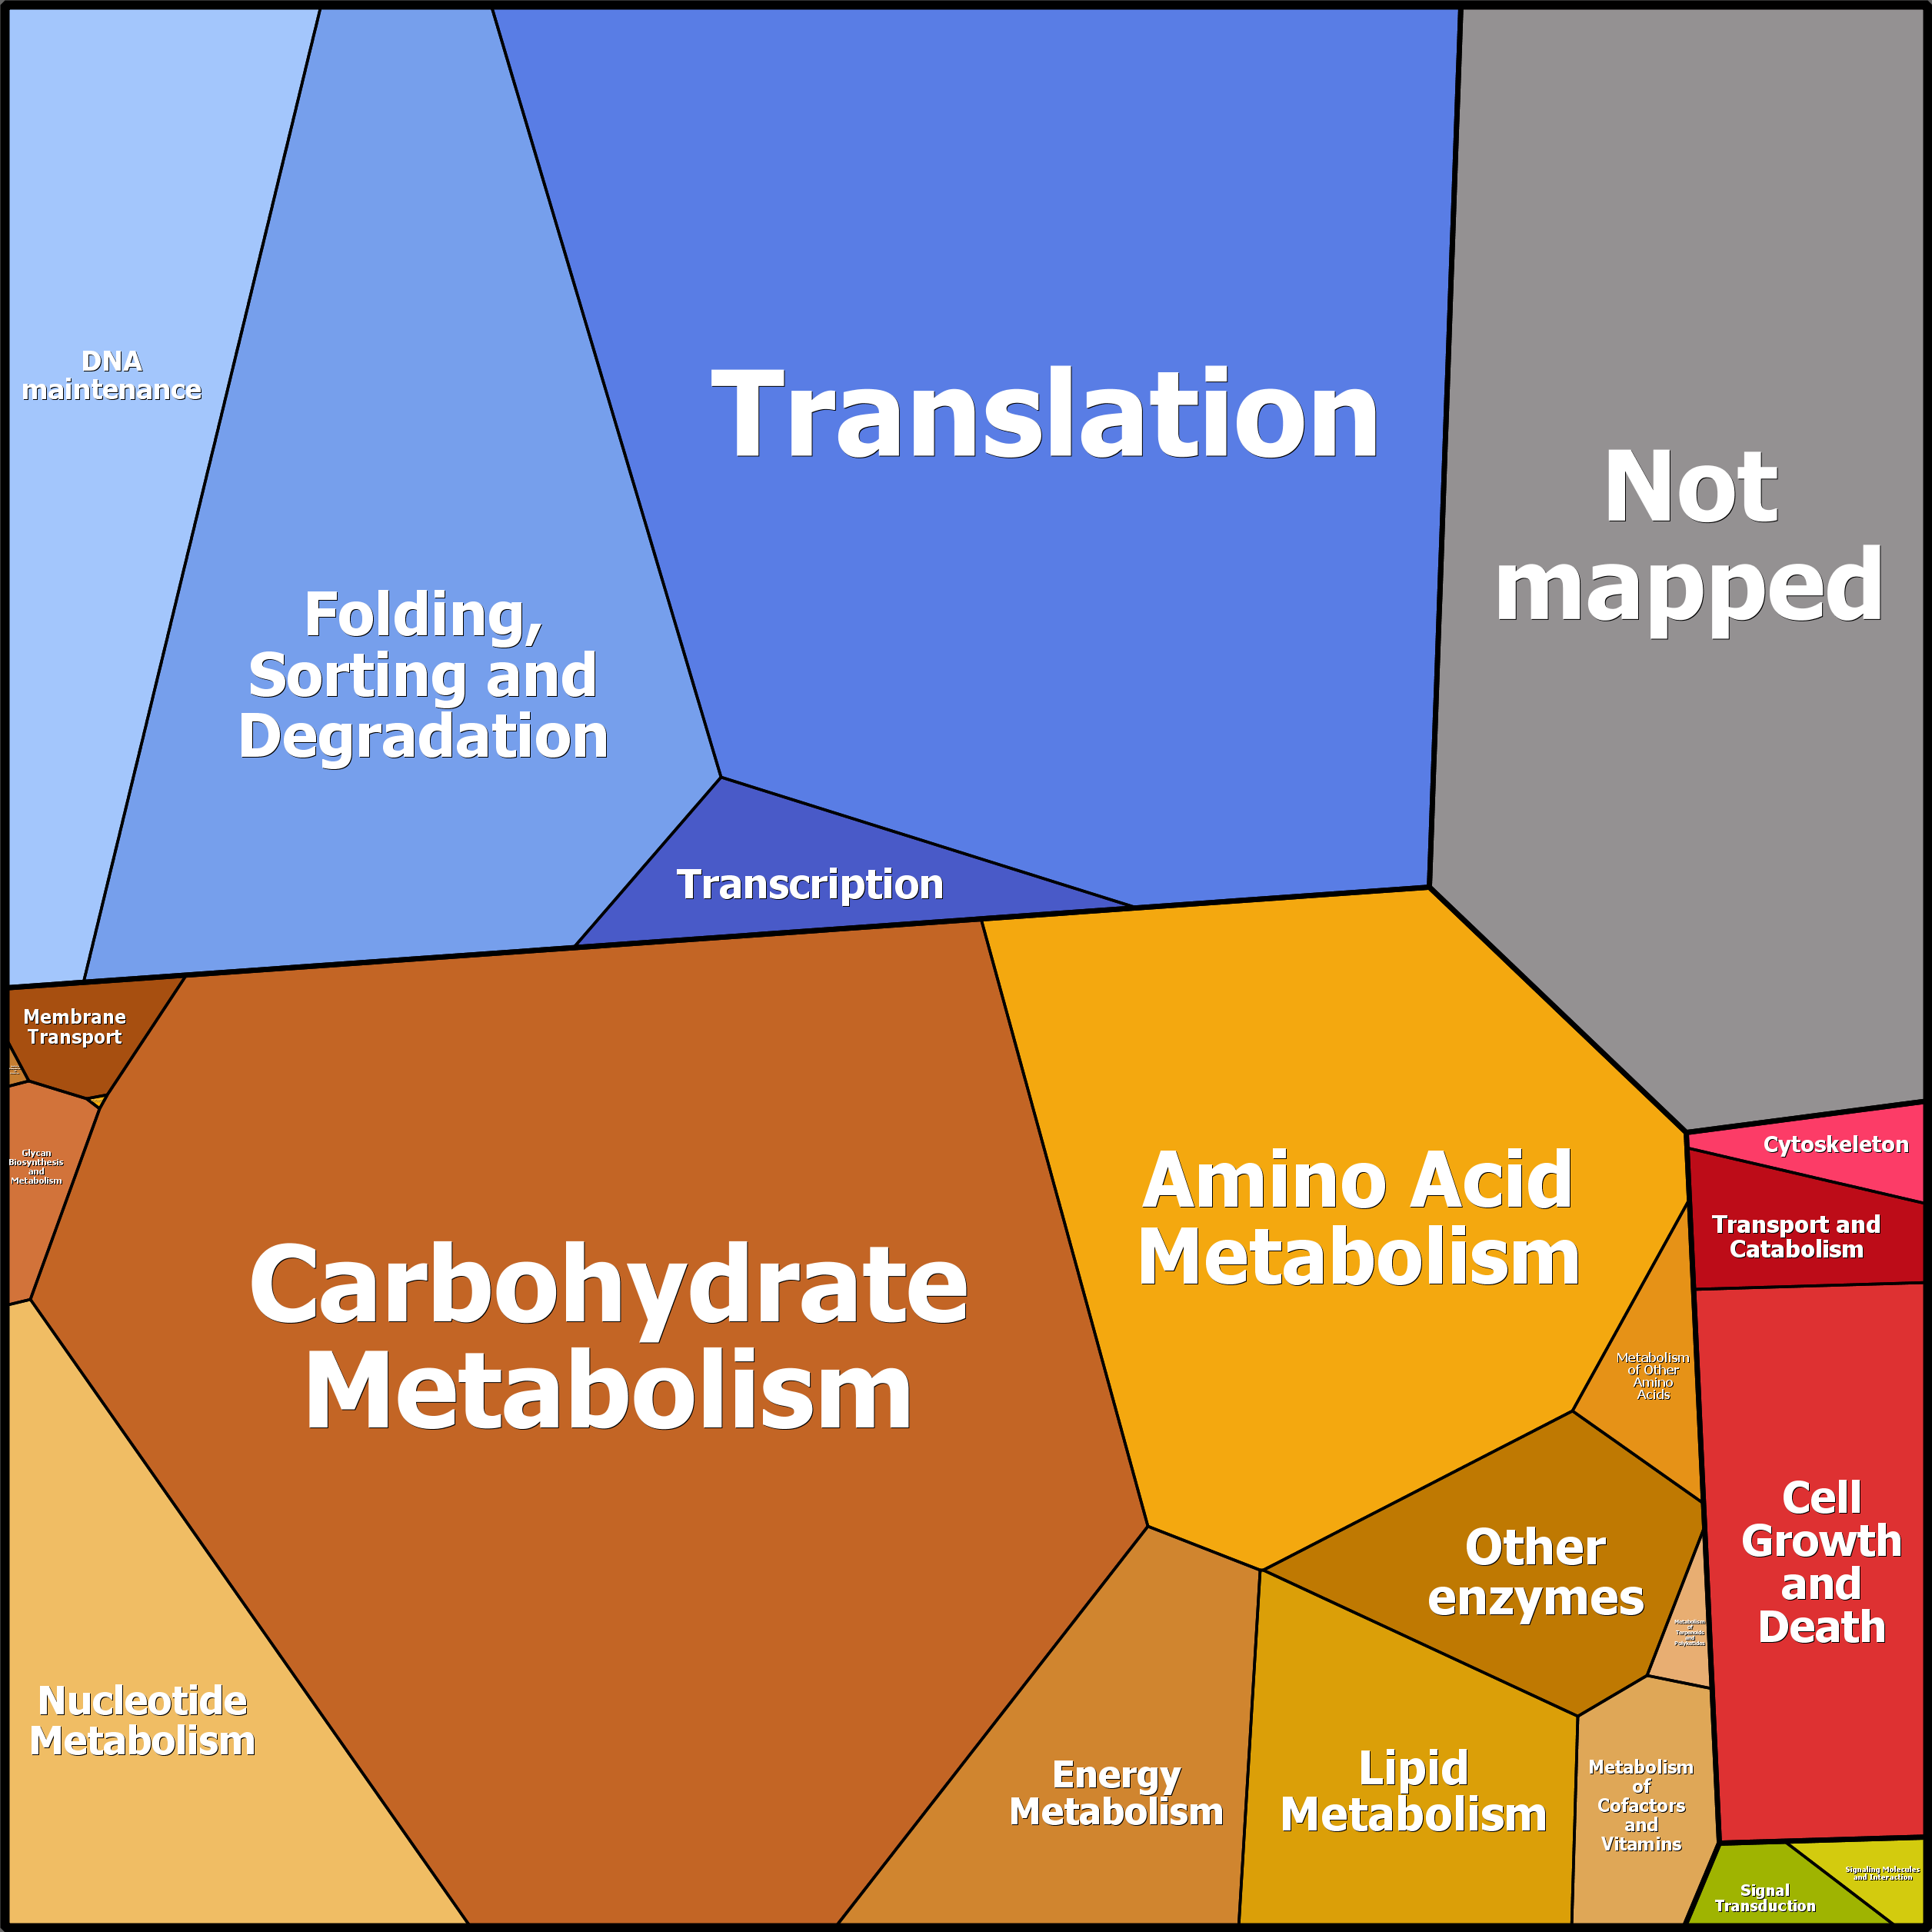 DNA
maintenance
Folding,
Sorting and
Degradation
Translation
Transcription
Not
mapped
Membrane
Transport
Glycan
Biosynthesis
and
Metabolism
Carbohydrate
Metabolism
Amino Acid
Metabolism
Cytoskeleton
Transport and
Catabolism
Metabolism
of Other
Amino
Acids
Cell
Growth
and
Death
Other
enzymes
Metabolism
of
Terpenoids
and
Polyketides
Nucleotide
Metabolism
Energy
Metabolism
Lipid
Metabolism
Metabolism
of
Cofactors
and
Vitamins
Signal
Transduction
Signaling Molecules
and Interaction